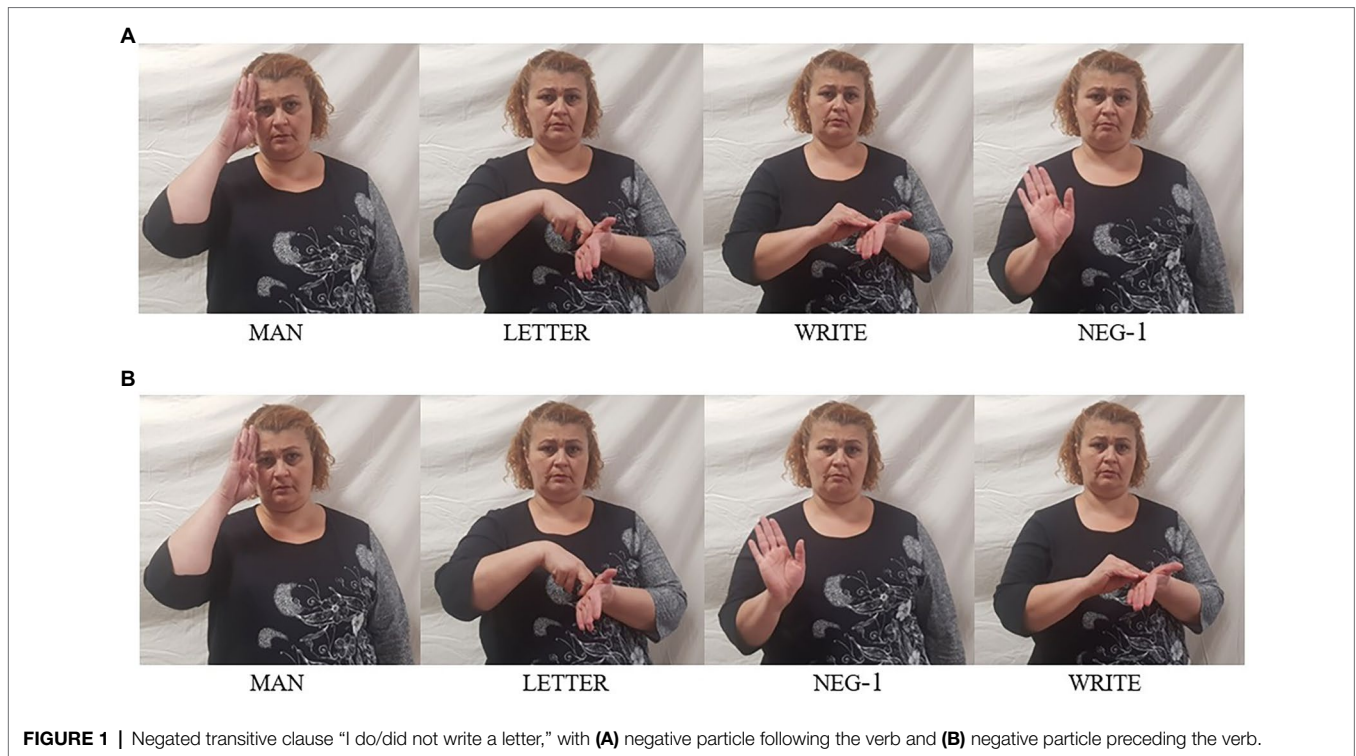 A
MAN LETTER WRITE NEG-1
B
MAN LETTER NEG-1 WRITE
FIGURE 1 | Negated transitive clause “I do/did not write a letter,” with (A) negative particle following the verb and (B) negative particle preceding the verb.